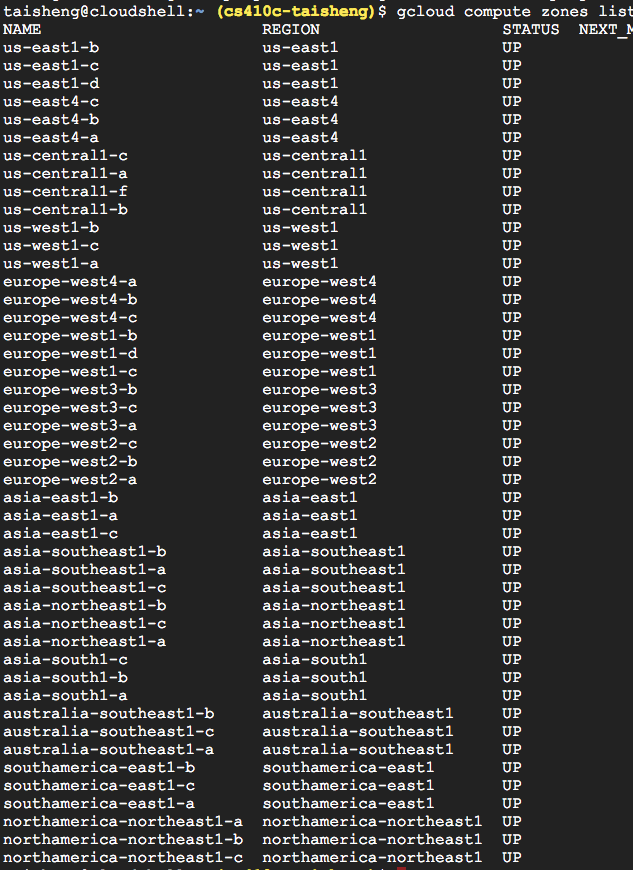 taisheng@cloudshell:~ (cs410c-taisheng)$ gcloud compute zones list
NAME REGION STATUS NEXT_M
us-east1-b us-east1 UP
us-east1-c us-east1 UP
us-east1-d us-east1 UP
us-east4-c us-east4 UP
us-east4-b us-east4 UP
us-east4-a us-east4 UP
us-central1-c us-central1 UP
us-central1-a us-central1 UP
us-central1-f us-central1 UP
us-central1-b us-central1 UP
us-west1-b us-west1 UP
us-west1-c us-west1 UP
us-west1-a us-west1 UP
europe-west4-a europe-west4 UP
europe-west4-b europe-west4 UP
europe-west4-c europe-west4 UP
europe-west1-b europe-west1 UP
europe-west1-d europe-west1 UP
europe-west1-c europe-west1 UP
europe-west3-b europe-west3 UP
europe-west3-c europe-west3 UP
europe-west3-a europe-west3 UP
europe-west2-c europe-west2 UP
europe-west2-b europe-west2 UP
europe-west2-a europe-west2 UP
asia-east1-b asia-east1 UP
asia-east1-a asia-east1 UP
asia-east1-c asia-east1 UP
asia-southeast1-b asia-southeast1 UP
asia-southeast1-a asia-southeast1 UP
asia-southeast1-c asia-southeast1 UP
asia-northeast1-b asia-northeast1 UP
asia-northeast1-c asia-northeast1 UP
asia-northeast1-a asia-northeast1 UP
asia-south1-c asia-south1 UP
asia-south1-b asia-south1 UP
asia-south1-a asia-south1 UP
australia-southeast1-b australia-southeast1 UP
australia-southeast1-c australia-southeast1 UP
australia-southeast1-a australia-southeast1 UP
southamerica-east1-b southamerica-east1 UP
southamerica-east1-c southamerica-east1 UP
southamerica-east1-a southamerica-east1 UP
northamerica-northeast1-a northamerica-northeast1 UP
northamerica-northeast1-b northamerica-northeast1 UP
northamerica-northeast1-c northamerica-northeast1 UP